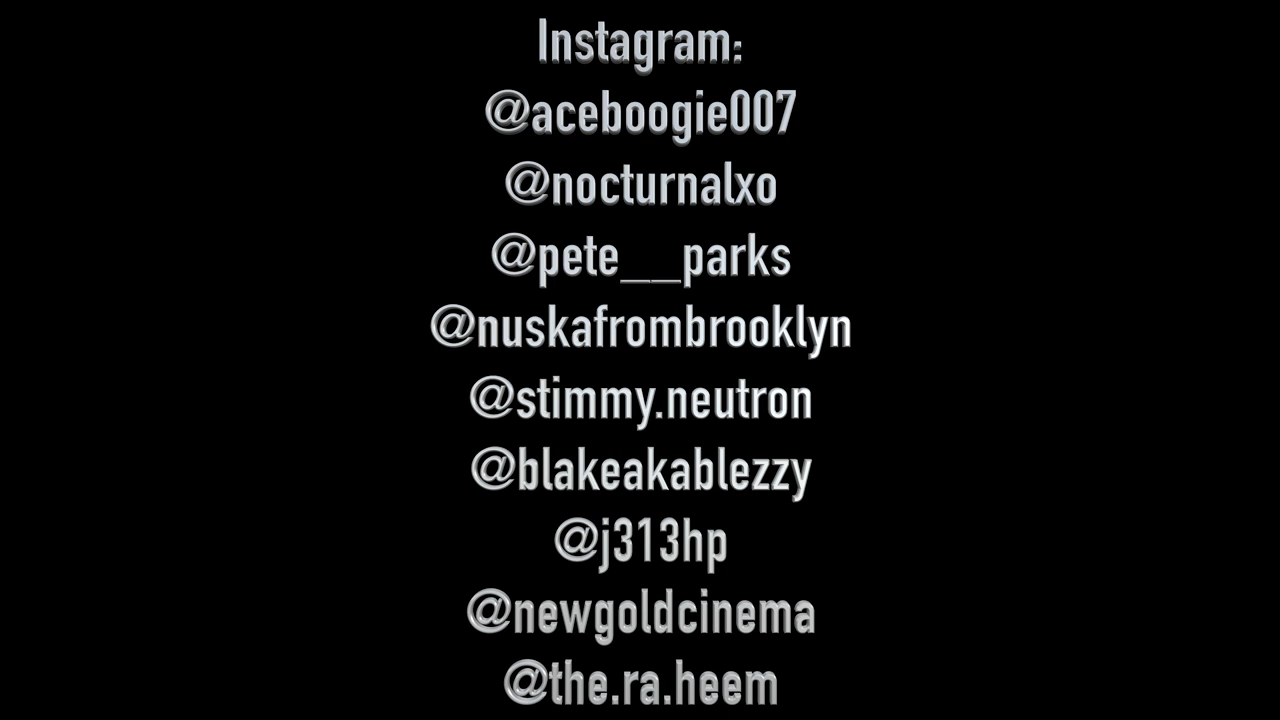 Instagram:
@aceboogie007
@nocturnalxo
@pete__parks
@nuskafrombrooklyn
@stimmy.neutron
@blakeakablezzy
@j313hp
@newgoldcinema
@the.ra.heem